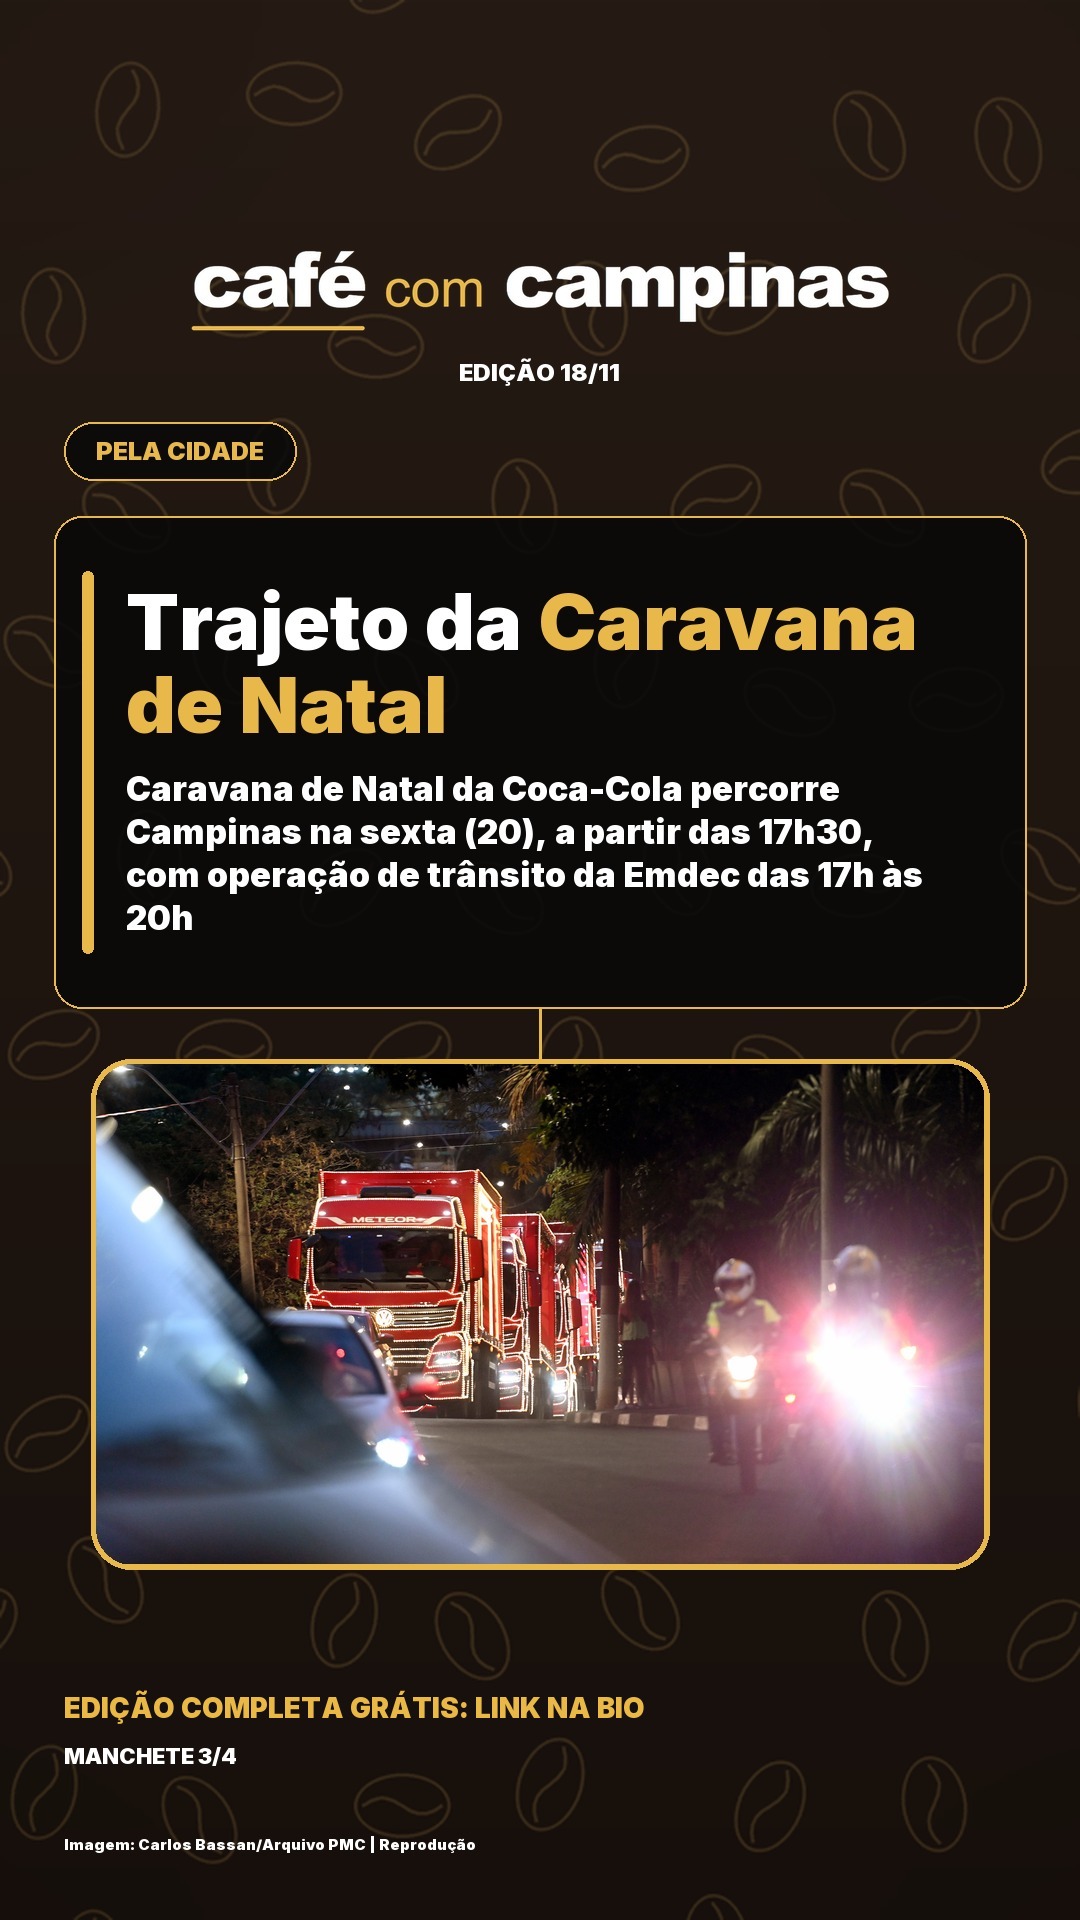 café com campinas
EDIÇÃO 18/11
PELA CIDADE
Trajeto da Caravana
de Natal
Caravana de Natal da Coca-Cola percorre
Campinas na sexta (20), a partir das 17h30,
com operação de trânsito da Emdec das 17h às
20h
METEOR
EDIÇÃO COMPLETA GRÁTIS: LINK NA BIO
MANCHETE 3/4
Imagem: Carlos Bassan/Arquivo PMC | Reprodução